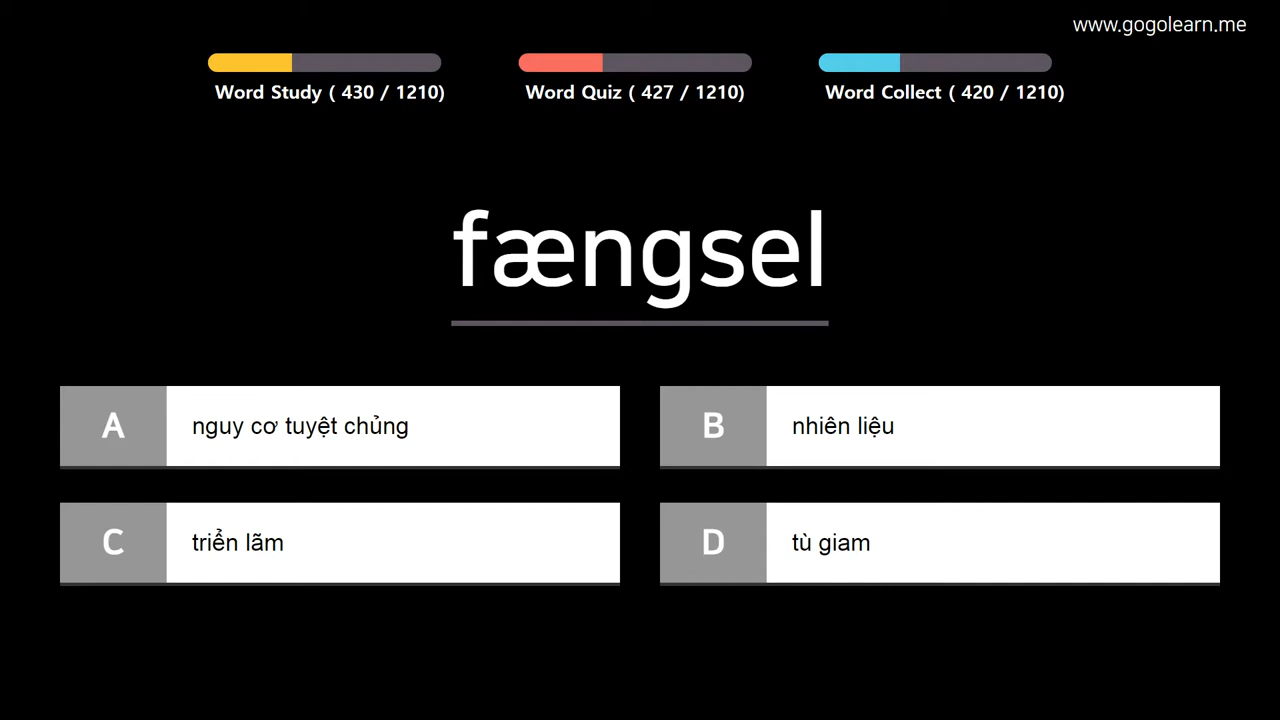 www.gogolearn.me
Word Study ( 430 / 1210)
Word Quiz ( 427 / 1210)
Word Collect ( 420 / 1210)
fængsel
A
nguy cơ tuyệt chủng
B
nhiên liệu
C
triển lãm
D
tù giam